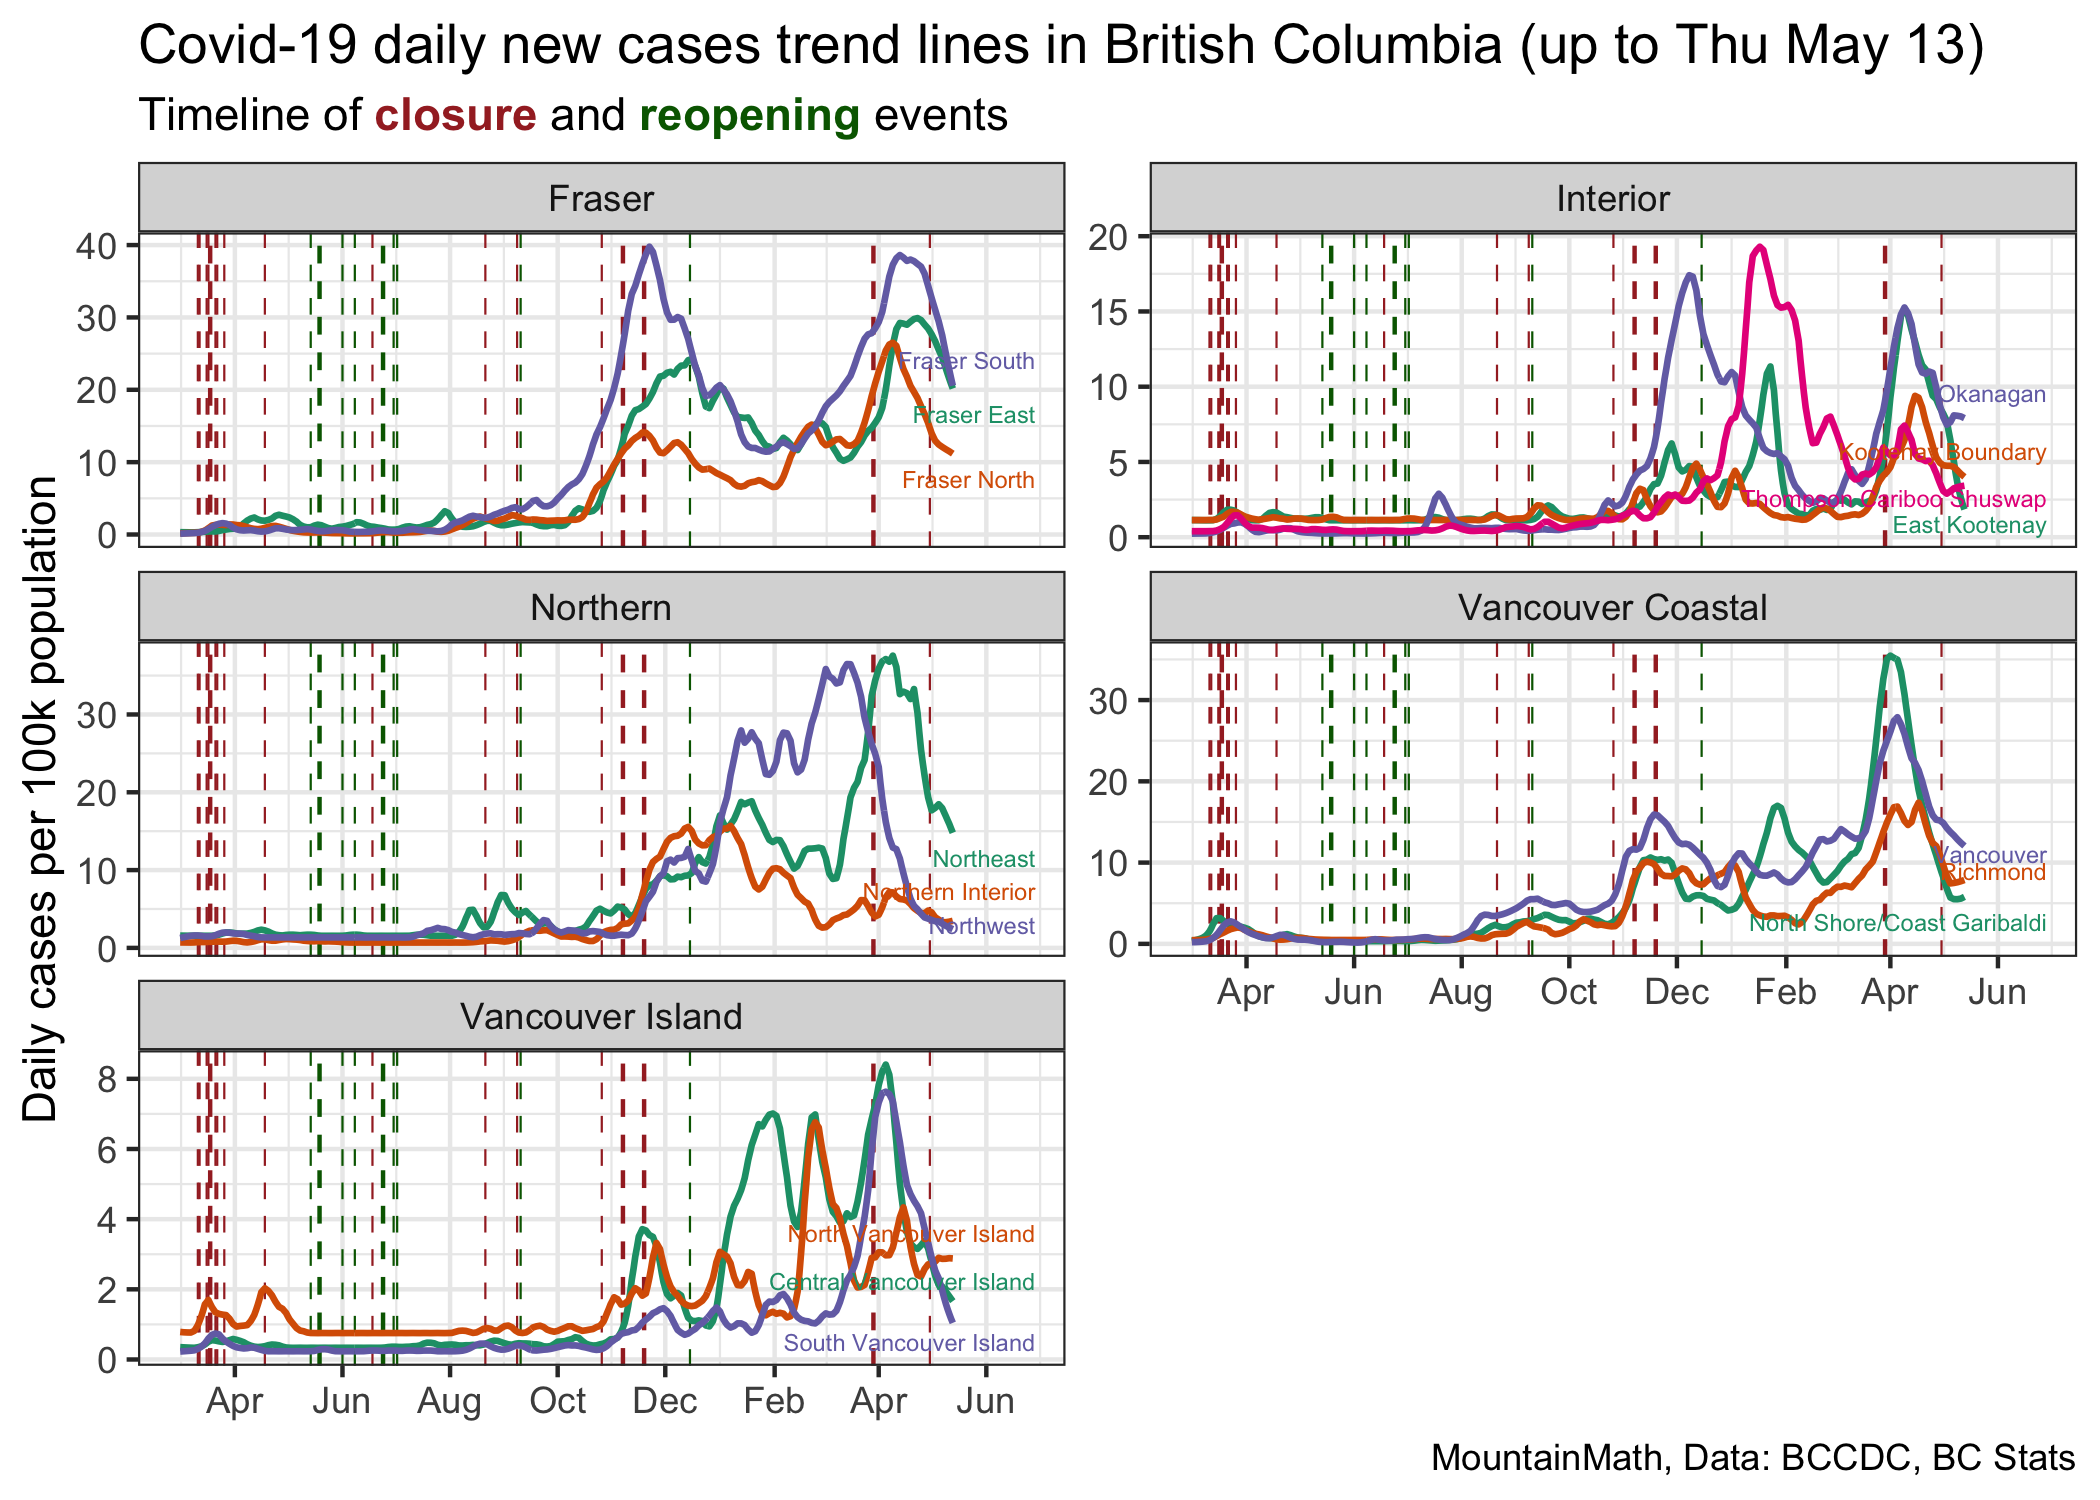 Covid-19 daily new cases trend lines in British Columbia (up to Thu May 13)
Timeline of closure and reopening events
Daily cases per 100k population
Fraser
40
30
20
10
0
Fraser South
Fraser East
Fraser North
Interior
20
15
10
5
0
Okanagan
Kootenay Boundary
Thompson Cariboo Shuswap
East Kootenay
Northern
30
20
10
0
Northeast
Northern Interior
Northwest
Vancouver Coastal
30
20
10
0
Vancouver
Richmond
North Shore/Coast Garibaldi
Apr Jun Aug Oct Dec Feb Apr Jun
Vancouver Island
8
6
4
2
0
North Vancouver Island
Central Vancouver Island
South Vancouver Island
Apr Jun Aug Oct Dec Feb Apr Jun
MountainMath, Data: BCCDC, BC Stats